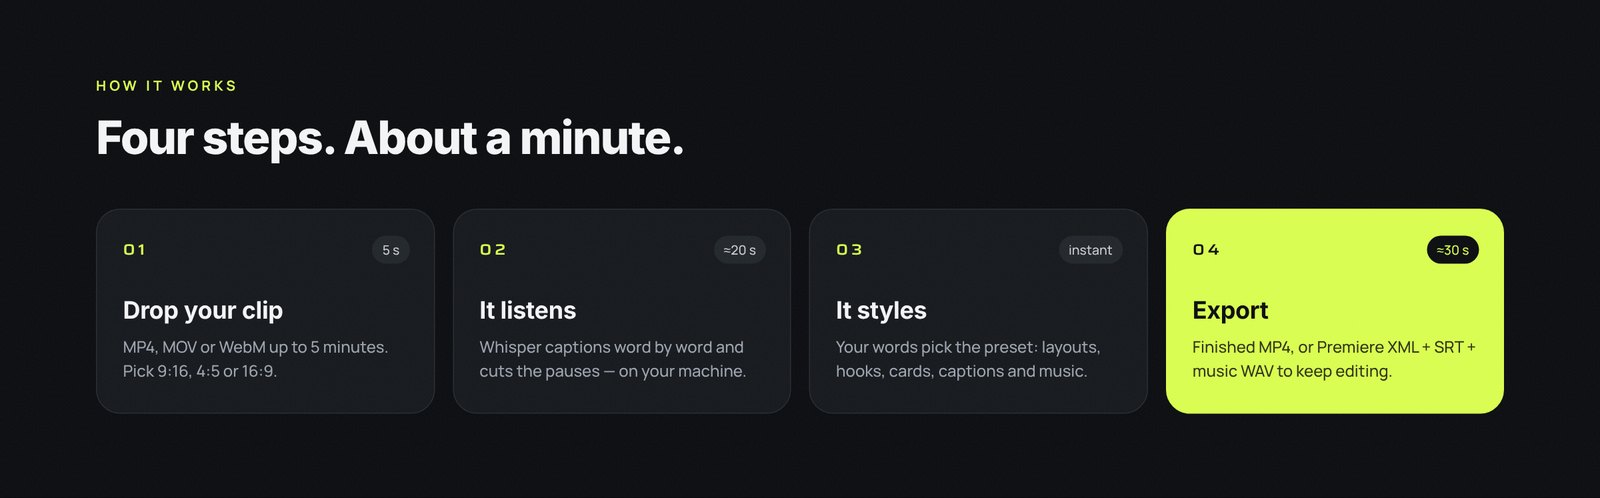 HOW IT WORKS
Four steps. About a minute.
01
5 s
Drop your clip
MP4, MOV or WebM up to 5 minutes.
Pick 9:16, 4:5 or 16:9.
02
≈20 s
It listens
Whisper captions word by word and
cuts the pauses — on your machine.
03
instant
It styles
Your words pick the preset: layouts,
hooks, cards, captions and music.
04
≈30 s
Export
Finished MP4, or Premiere XML + SRT +
music WAV to keep editing.